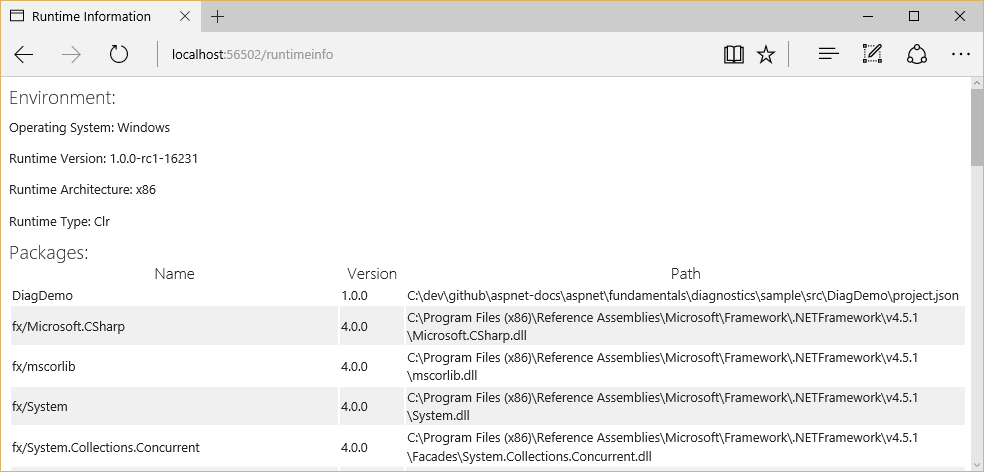 Runtime Information
localhost:56502/runtimeinfo
Environment:
Operating System: Windows
Runtime Version: 1.0.0-rc1-16231
Runtime Architecture: x86
Runtime Type: Clr
Packages:
Name Version Path
DiagDemo 1.0.0 C:\dev\github\aspnet-docs\aspnet\fundamentals\diagnostics\sample\src\DiagDemo\project.json
fx/Microsoft.CSharp 4.0.0 C:\Program Files (x86)\Reference Assemblies\Microsoft\Framework\.NETFramework\v4.5.1
\Microsoft.CSharp.dll
fx/mscorlib 4.0.0 C:\Program Files (x86)\Reference Assemblies\Microsoft\Framework\.NETFramework\v4.5.1
\mscorlib.dll
fx/System 4.0.0 C:\Program Files (x86)\Reference Assemblies\Microsoft\Framework\.NETFramework\v4.5.1
\System.dll
fx/System.Collections.Concurrent 4.0.0 C:\Program Files (x86)\Reference Assemblies\Microsoft\Framework\.NETFramework\v4.5.1
\Facades\System.Collections.Concurrent.dll